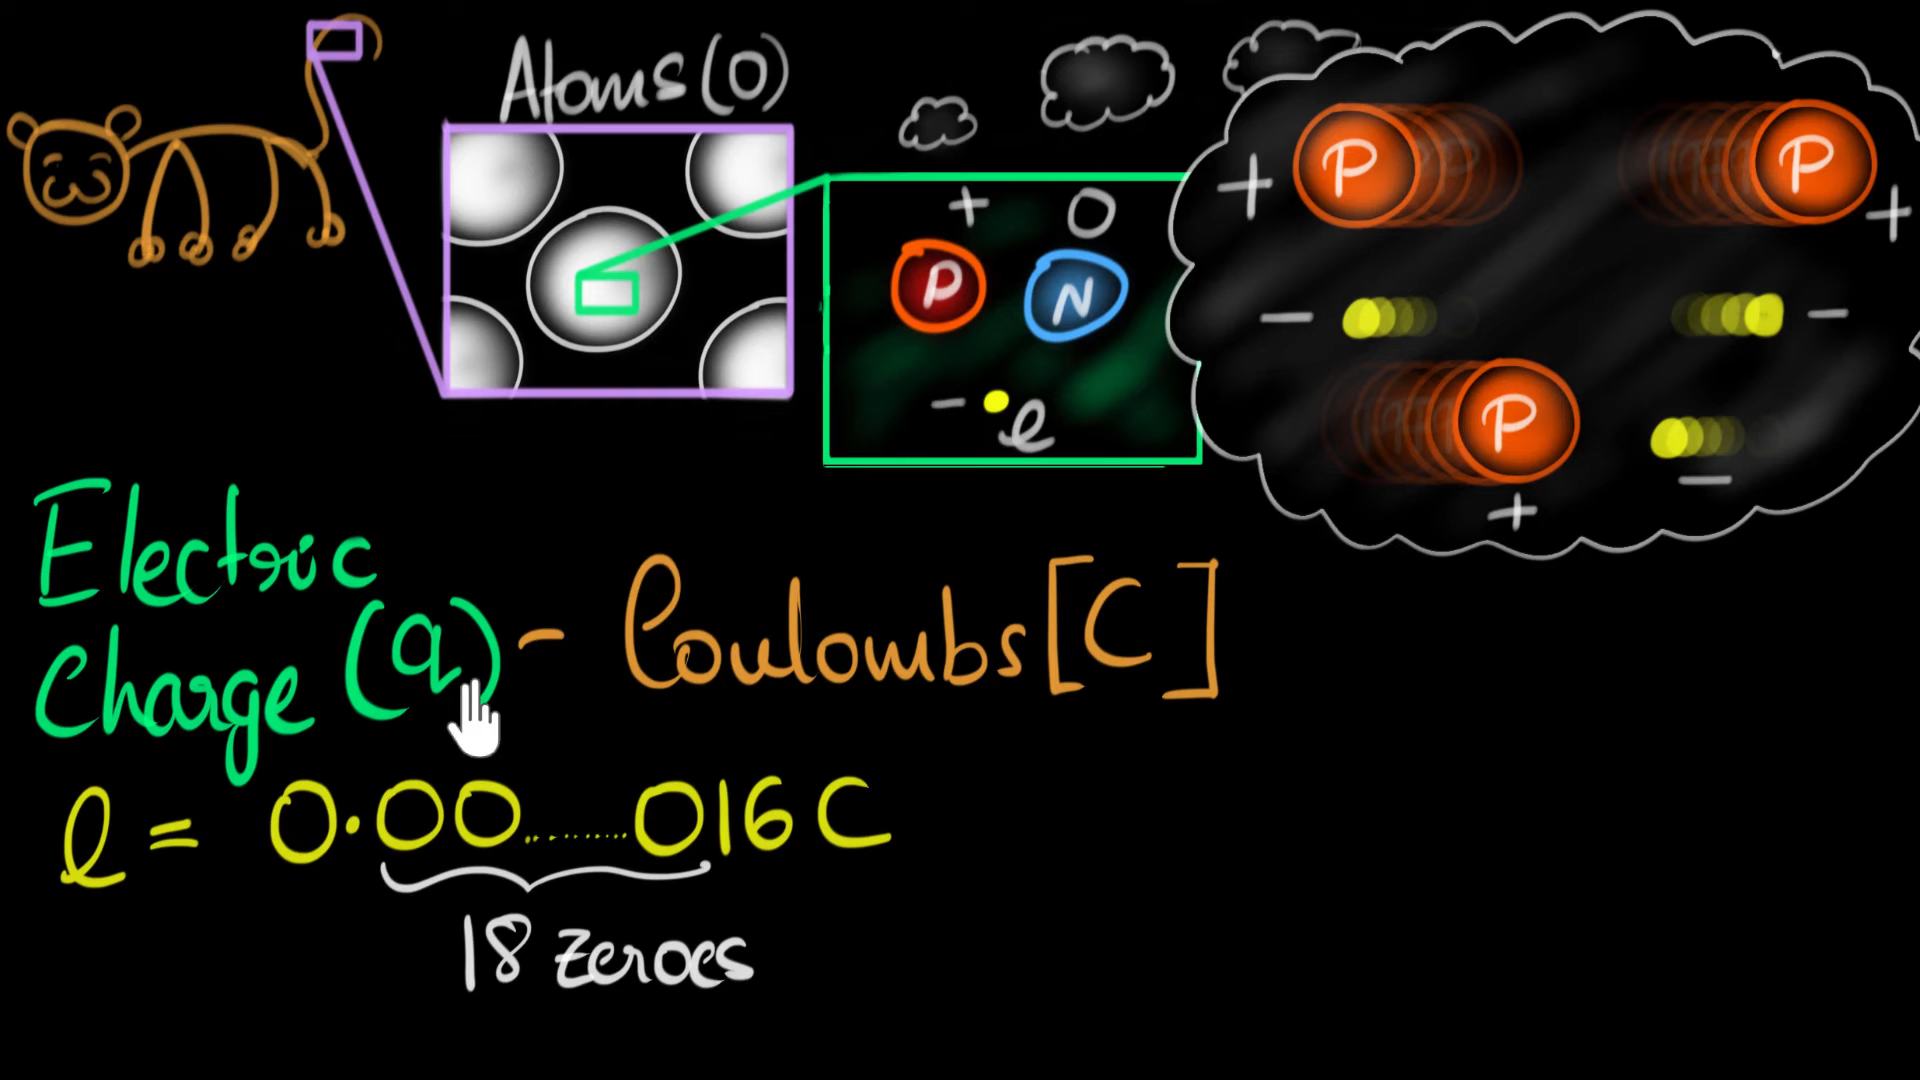 Atoms (0)
+ 0
P N
- e
P P
+ +
- -
P
+ -
Electric
Charge (q) - Coulombs [C]
e = 0.00.........016 C
18 zeroes